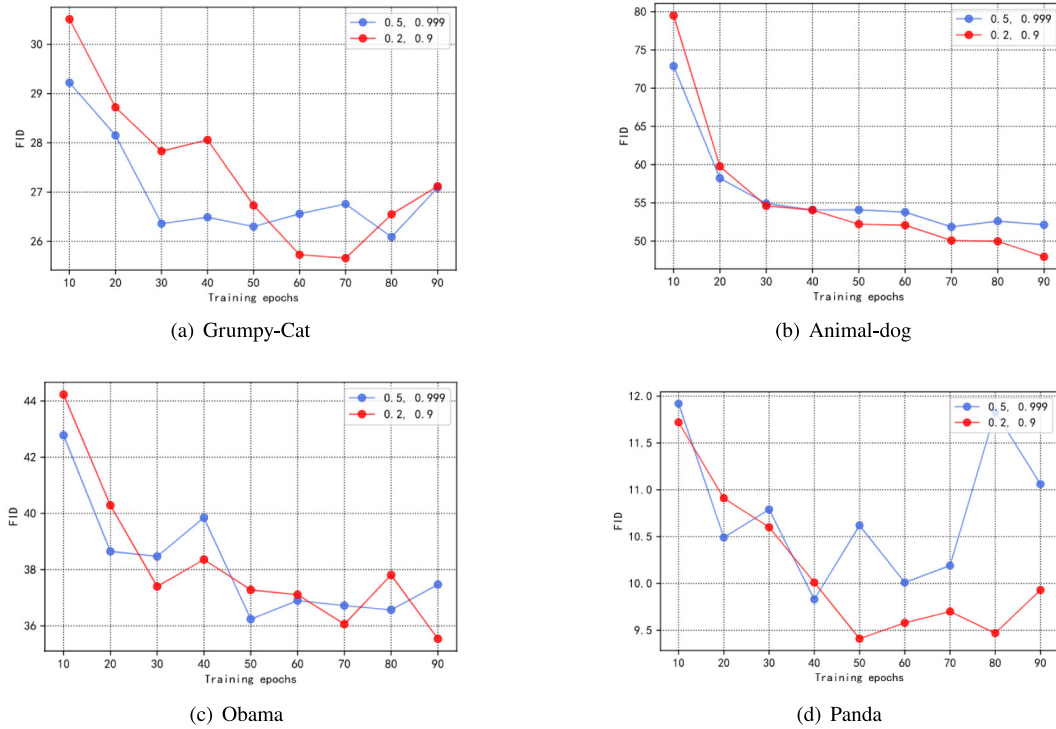 0.5, 0.999
0.2, 0.9
FID
30
29
28
27
26
10 20 30 40 50 60 70 80 90
Training epochs
(a) Grumpy-Cat
0.5, 0.999
0.2, 0.9
FID
80
75
70
65
60
55
50
10 20 30 40 50 60 70 80 90
Training epochs
(b) Animal-dog
0.5, 0.999
0.2, 0.9
FID
44
42
40
38
36
10 20 30 40 50 60 70 80 90
Training epochs
(c) Obama
0.5, 0.999
0.2, 0.9
FID
12.0
11.5
11.0
10.5
10.0
9.5
10 20 30 40 50 60 70 80 90
Training epochs
(d) Panda